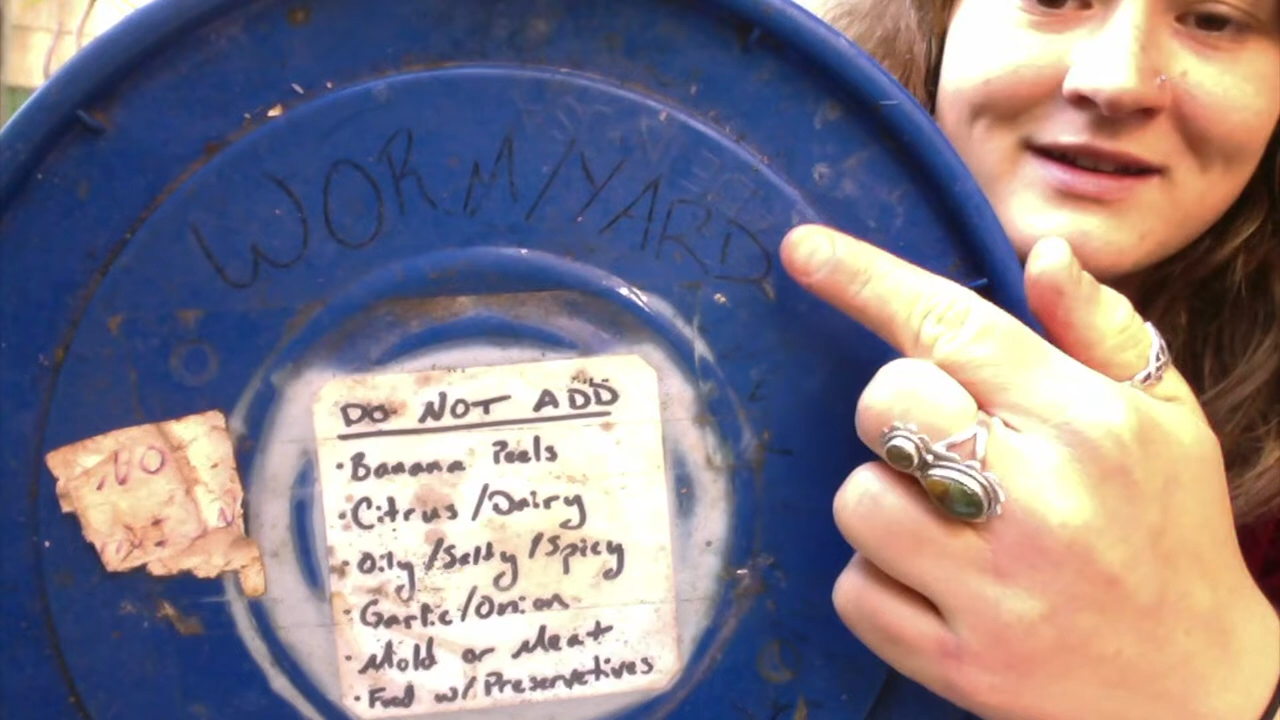 WORM/YARD
DO NOT ADD
• Banana Peels
• Citrus/Dairy
• Oily/Salty/Spicy
• Garlic/Onion
• Mold or Meat
• Food w/ Preservetives
NO